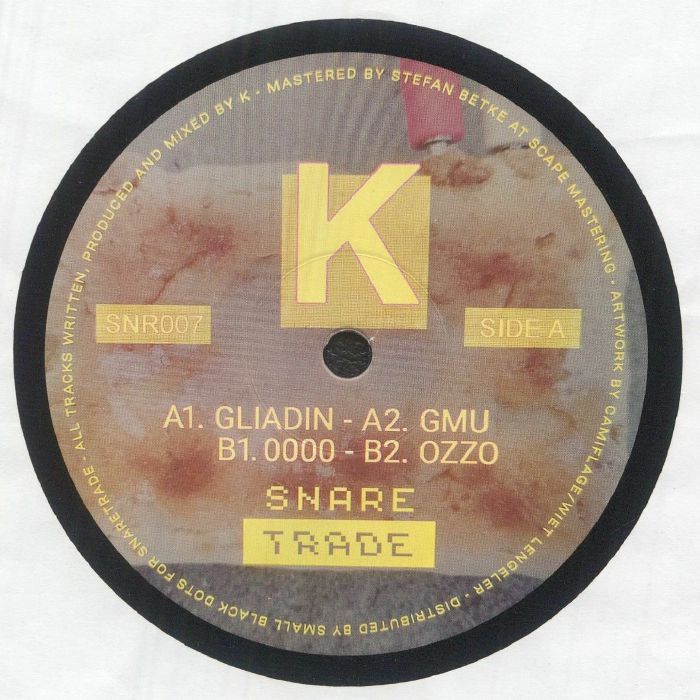 K
SNR007
SIDE A
A1. GLIADIN - A2. GMU
B1. 0000 - B2. OZZO
SNARE
TRADE
ALL TRACKS WRITTEN, PRODUCED AND MIXED BY K - MASTERED BY STEFAN BETKE AT SCAPE MASTERING - ARTWORK BY CAMIFLAGE/WIET LENGELER - DISTRIBUTED BY SMALL BLACK DOTS FOR SNARETRADE -